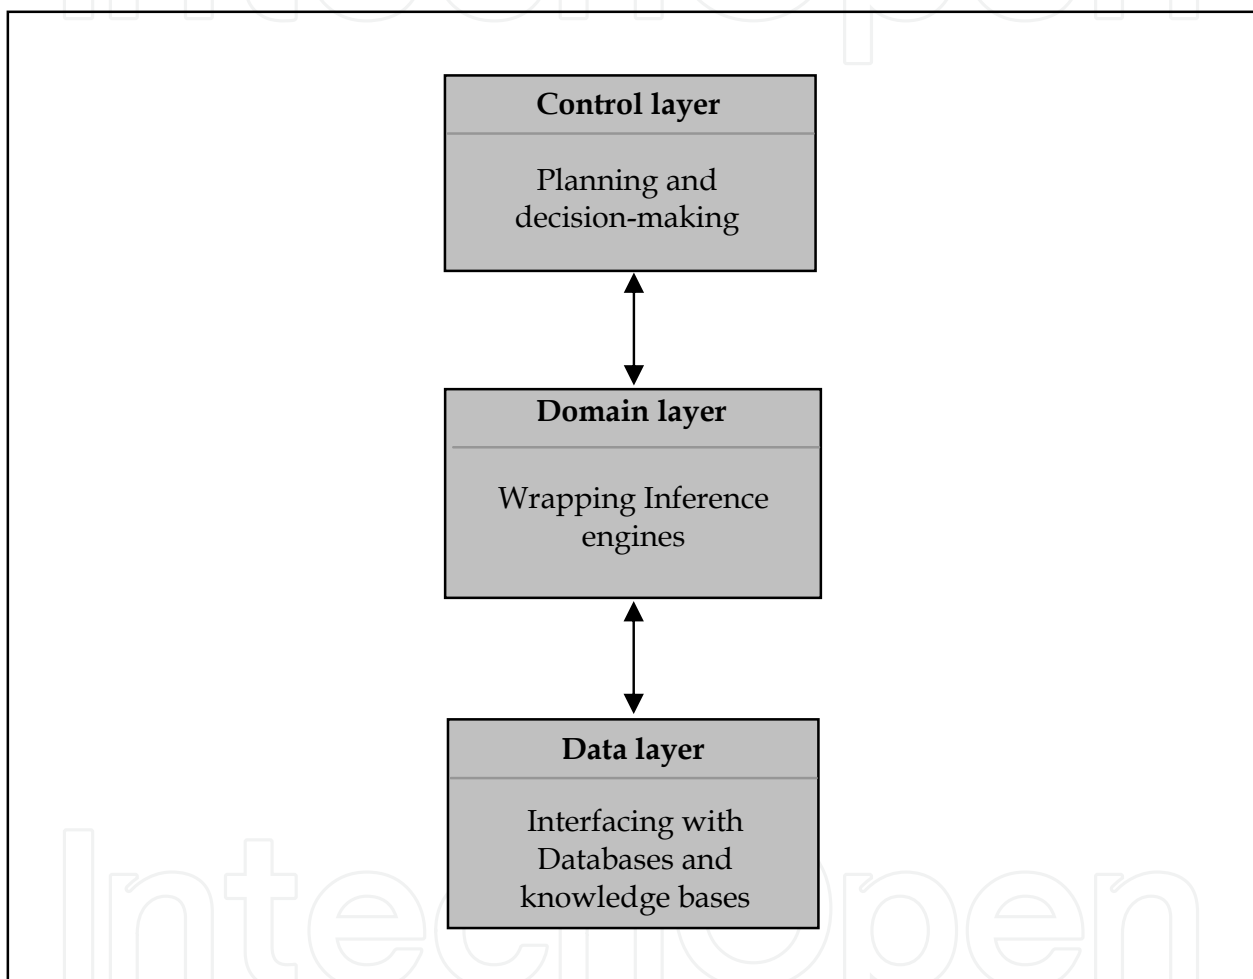 IntechOpen
Control layer
Planning and
decision-making
Domain layer
Wrapping Inference
engines
Data layer
Interfacing with
Databases and
knowledge bases
IntechOpen